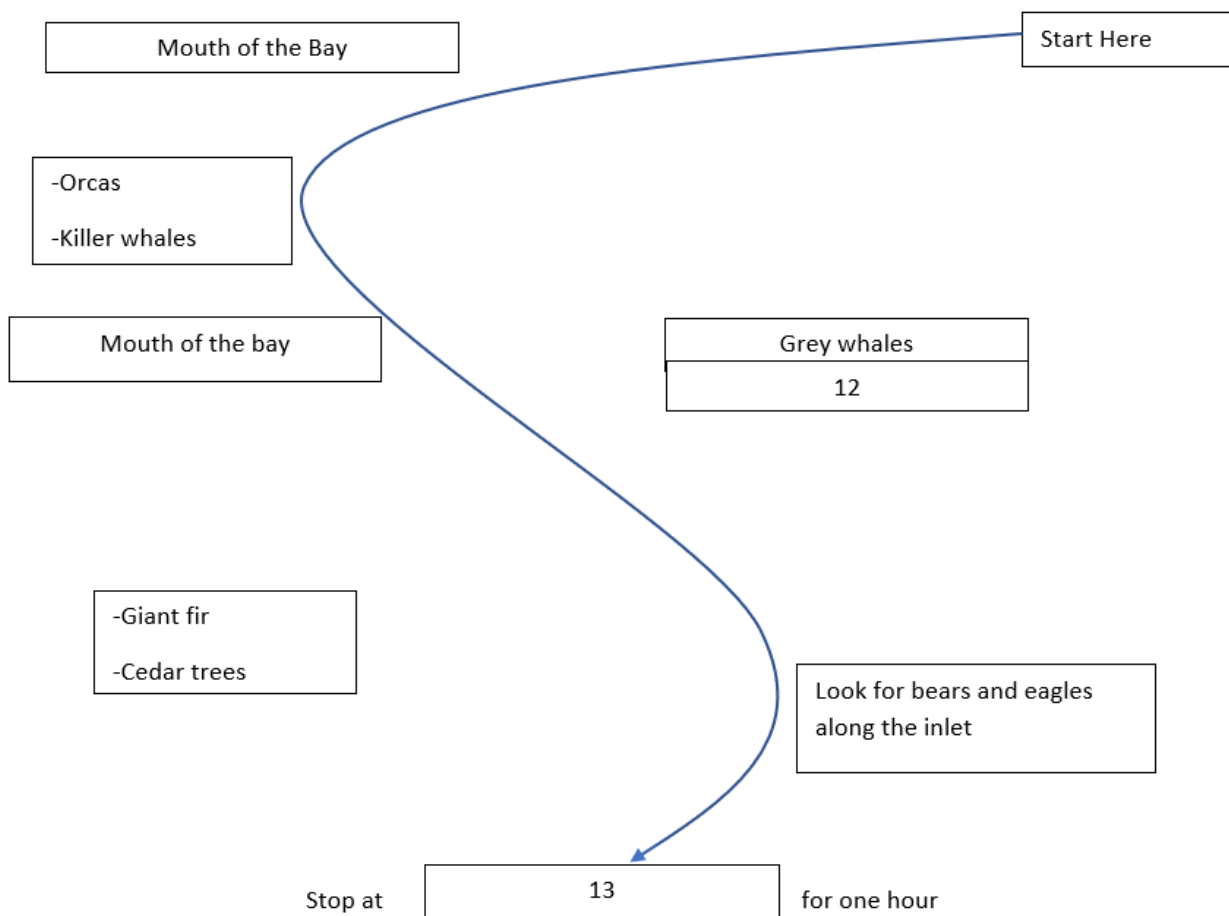 Mouth of the Bay
Start Here
-Orcas
-Killer whales
Mouth of the bay
Grey whales
12
-Giant fir
-Cedar trees
Look for bears and eagles
along the inlet
Stop at 13 for one hour